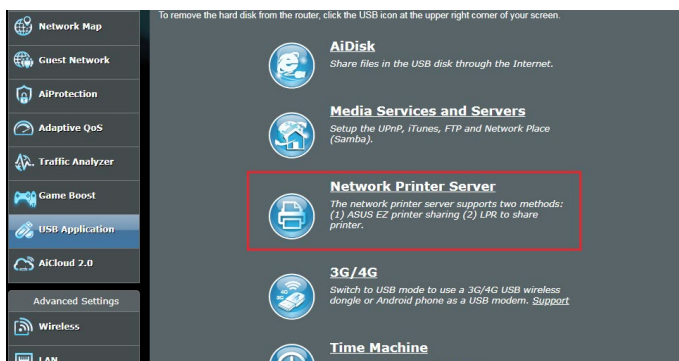 To remove the hard disk from the router, click the USB icon at the upper right corner of your screen.
Network Map
Guest Network
AiProtection
Adaptive QoS
Traffic Analyzer
Game Boost
USB Application
AiCloud 2.0
Advanced Settings
Wireless
LAN
AiDisk
Share files in the USB disk through the Internet.
Media Services and Servers
Setup the UPnP, iTunes, FTP and Network Place
(Samba).
Network Printer Server
The network printer server supports two methods:
(1) ASUS EZ printer sharing (2) LPR to share
printer.
3G/4G
Switch to USB mode to use a 3G/4G USB wireless
dongle or Android phone as a USB modem. Support
Time Machine